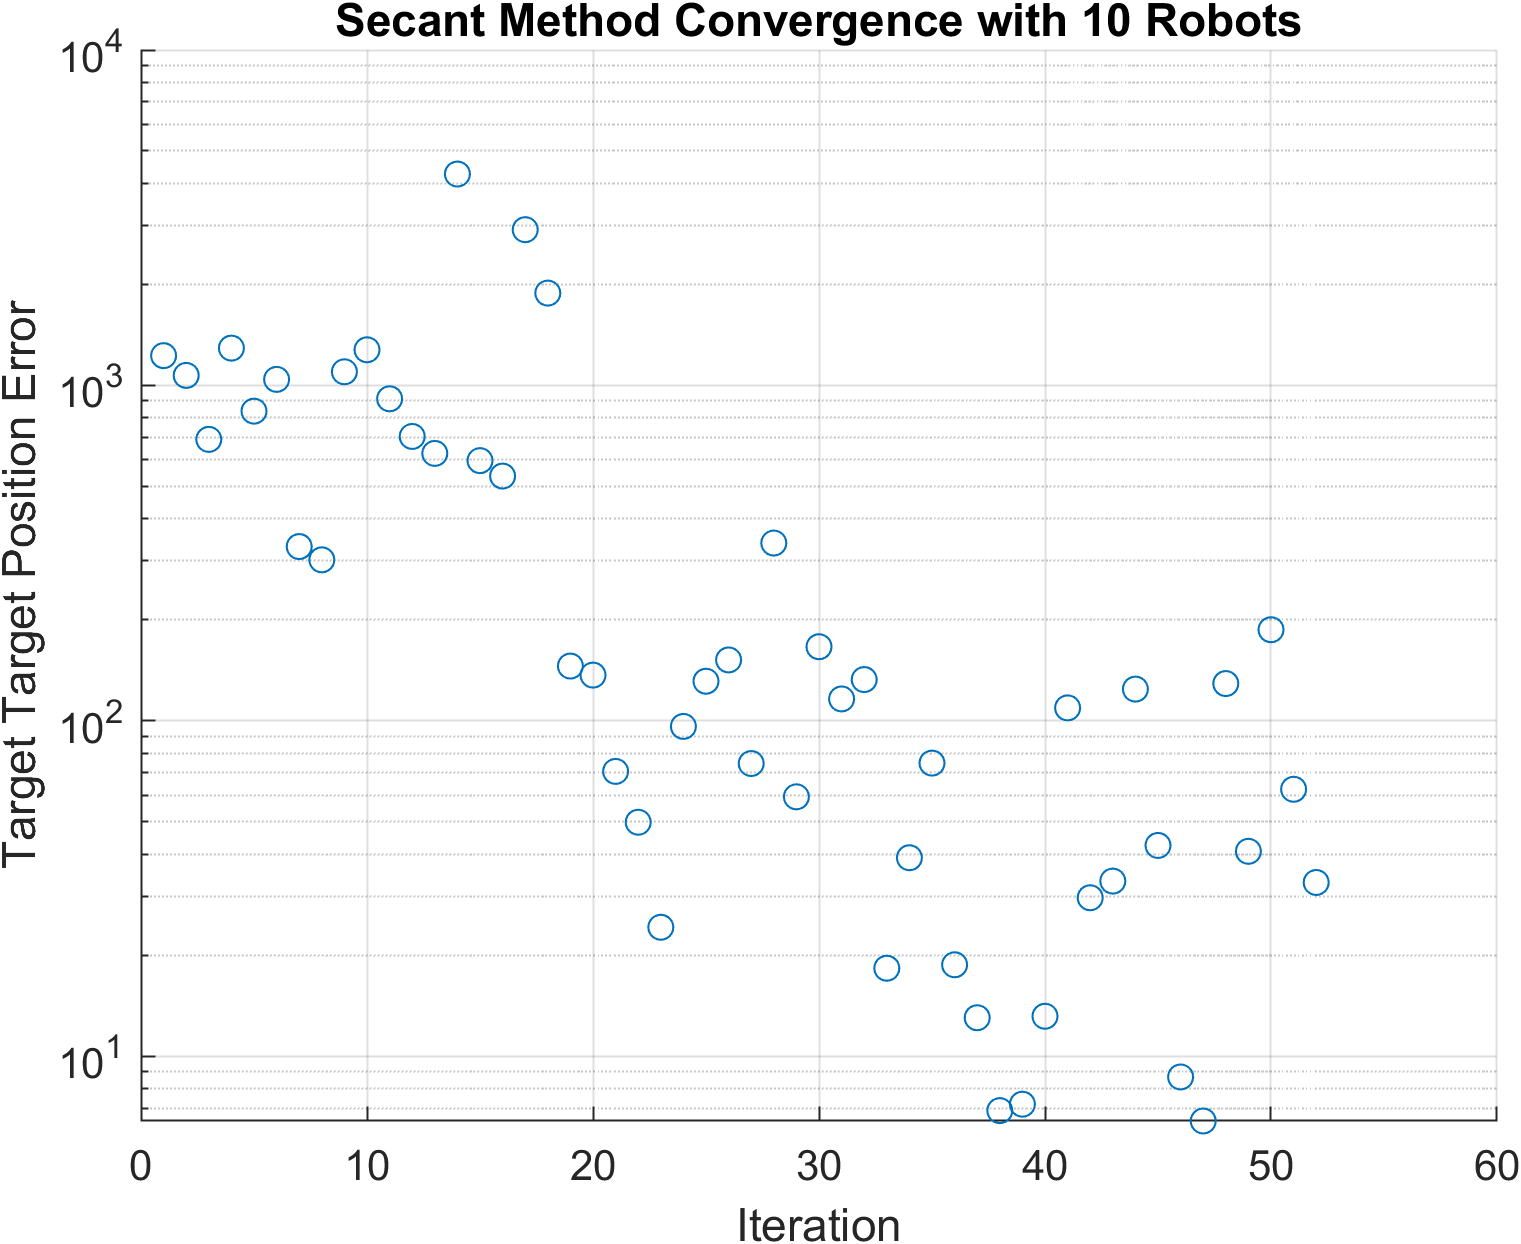 Secant Method Convergence with 10 Robots
Target Target Position Error
10^4
10^3
10^2
10^1
0 10 20 30 40 50 60
Iteration